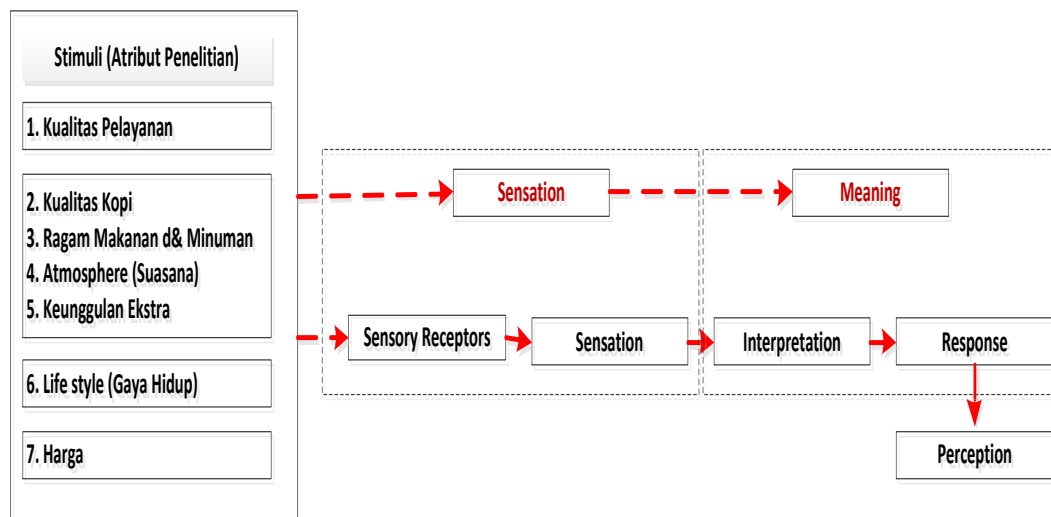 Stimuli (Atribut Penelitian)
1. Kualitas Pelayanan
2. Kualitas Kopi
3. Ragam Makanan d& Minuman
4. Atmosphere (Suasana)
5. Keunggulan Ekstra
6. Life style (Gaya Hidup)
7. Harga
Sensation
Meaning
Sensory Receptors
Sensation
Interpretation
Response
Perception